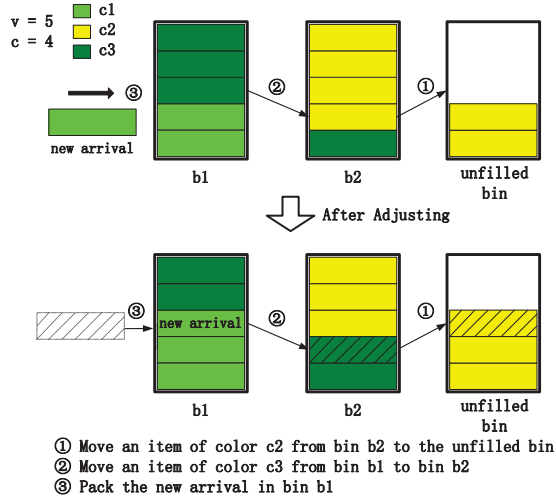 v = 5
c = 4
c1
c2
c3
③
②
①
new arrival
b1
b2
unfilled
bin
After Adjusting
③
new arrival
②
①
b1
b2
unfilled
bin
① Move an item of color c2 from bin b2 to the unfilled bin
② Move an item of color c3 from bin b1 to bin b2
③ Pack the new arrival in bin b1